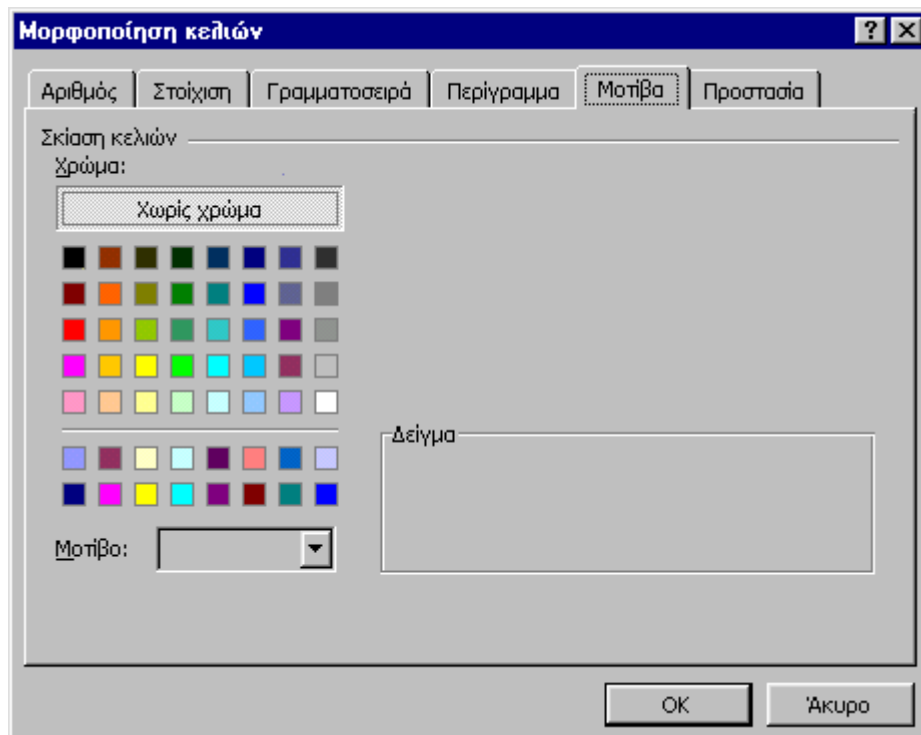 Μορφοποίηση κελιών
Αριθμός Στοίχιση Γραμματοσειρά Περίγραμμα Μοτίβα Προστασία
Σκίαση κελιών
Χρώμα:
Χωρίς χρώμα
Δείγμα
Μοτίβο:
OK Άκυρο